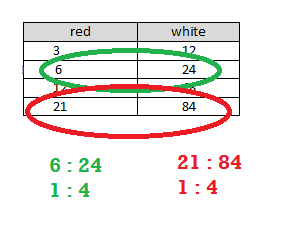 red white
3 12
6 24
21 84
6 : 24 21 : 84
1 : 4 1 : 4